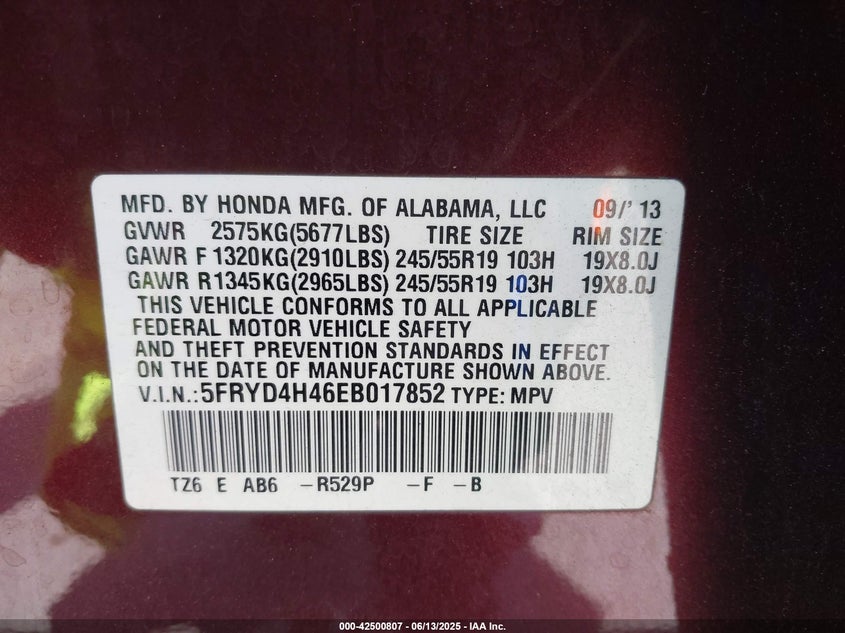 MFD. BY HONDA MFG. OF ALABAMA, LLC 09/' 13
GVWR 2575KG(5677LBS) TIRE SIZE RIM SIZE
GAWR F 1320KG(2910LBS) 245/55R19 103H 19X8.0J
GAWR R 1345KG(2965LBS) 245/55R19 103H 19X8.0J
THIS VEHICLE CONFORMS TO ALL APPLICABLE
FEDERAL MOTOR VEHICLE SAFETY
AND THEFT PREVENTION STANDARDS IN EFFECT
ON THE DATE OF MANUFACTURE SHOWN ABOVE.
V.I.N.: 5FRYD4H46EB017852 TYPE: MPV
TZ6 E AB6 -R529P -F -B
000-42500807 - 06/13/2025 - IAA Inc.